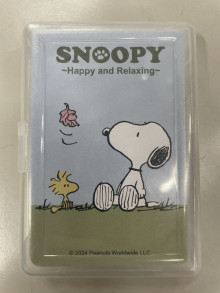 SNOOPY
~Happy and Relaxing~
© 2024 Peanuts Worldwide LLC